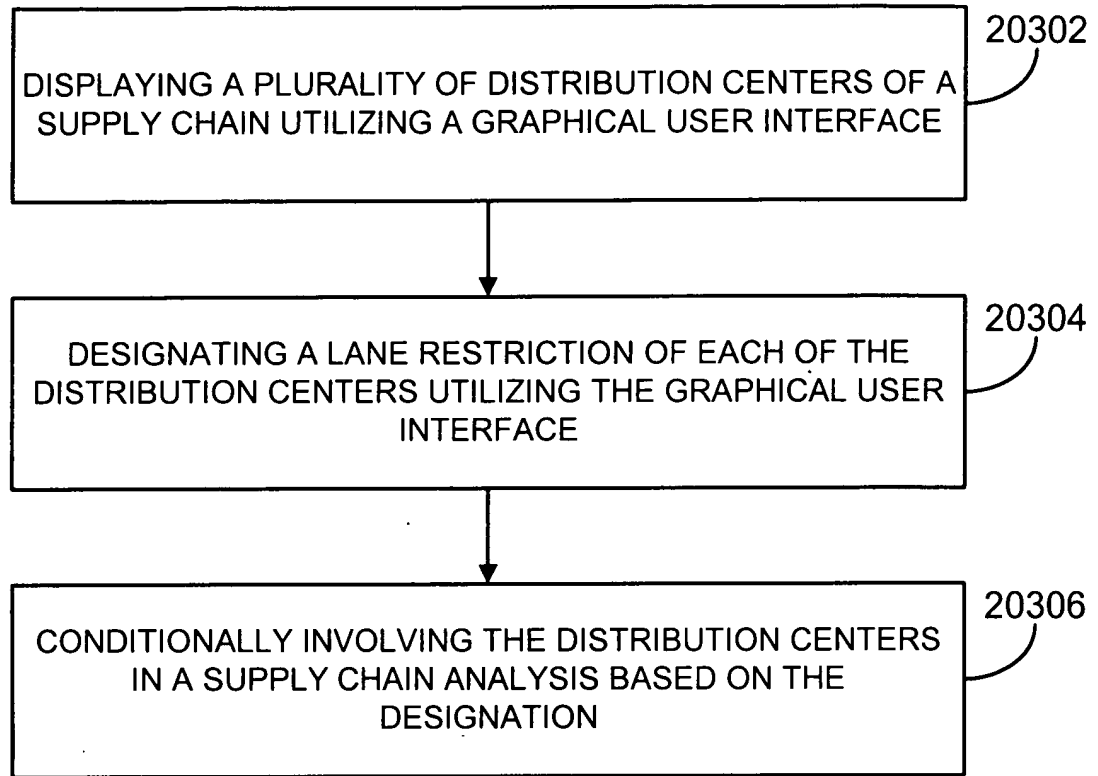 20302
DISPLAYING A PLURALITY OF DISTRIBUTION CENTERS OF A
SUPPLY CHAIN UTILIZING A GRAPHICAL USER INTERFACE
20304
DESIGNATING A LANE RESTRICTION OF EACH OF THE
DISTRIBUTION CENTERS UTILIZING THE GRAPHICAL USER
INTERFACE
20306
CONDITIONALLY INVOLVING THE DISTRIBUTION CENTERS
IN A SUPPLY CHAIN ANALYSIS BASED ON THE
DESIGNATION